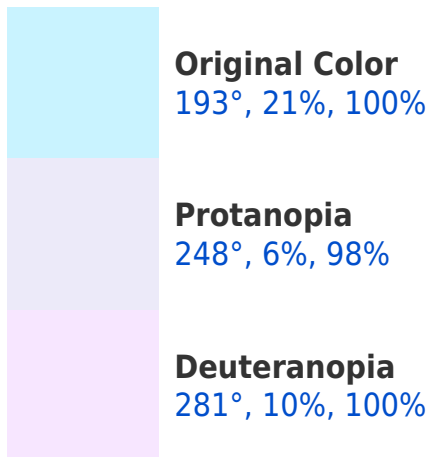 Original Color
193°, 21%, 100%
Protanopia
248°, 6%, 98%
Deuteranopia
281°, 10%, 100%